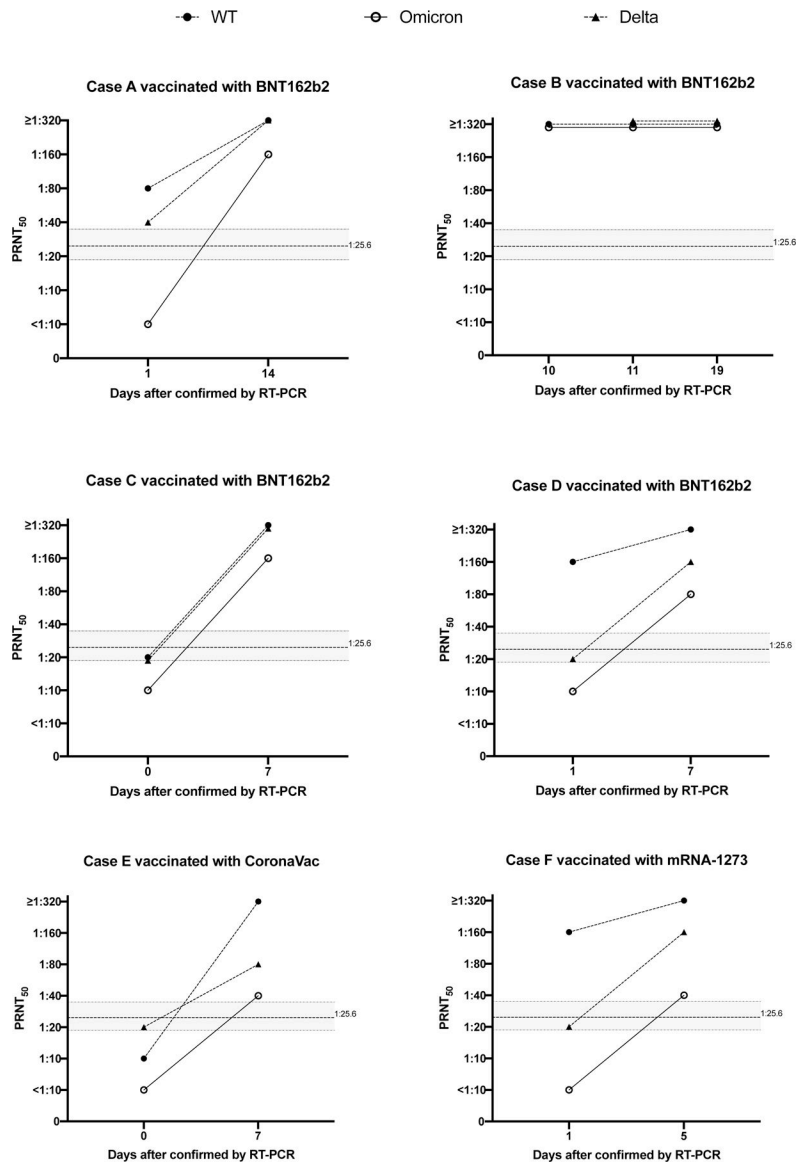 WT Omicron Delta
Case A vaccinated with BNT162b2
PRNT50
≥1:320
1:160
1:80
1:40
1:20
1:10
<1:10
0
1:25.6
1 14
Days after confirmed by RT-PCR
Case B vaccinated with BNT162b2
PRNT50
≥1:320
1:160
1:80
1:40
1:20
1:10
<1:10
0
1:25.6
10 11 19
Days after confirmed by RT-PCR
Case C vaccinated with BNT162b2
PRNT50
≥1:320
1:160
1:80
1:40
1:20
1:10
<1:10
0
1:25.6
0 7
Days after confirmed by RT-PCR
Case D vaccinated with BNT162b2
PRNT50
≥1:320
1:160
1:80
1:40
1:20
1:10
<1:10
0
1:25.6
1 7
Days after confirmed by RT-PCR
Case E vaccinated with CoronaVac
PRNT50
≥1:320
1:160
1:80
1:40
1:20
1:10
<1:10
0
1:25.6
0 7
Days after confirmed by RT-PCR
Case F vaccinated with mRNA-1273
PRNT50
≥1:320
1:160
1:80
1:40
1:20
1:10
<1:10
0
1:25.6
1 5
Days after confirmed by RT-PCR